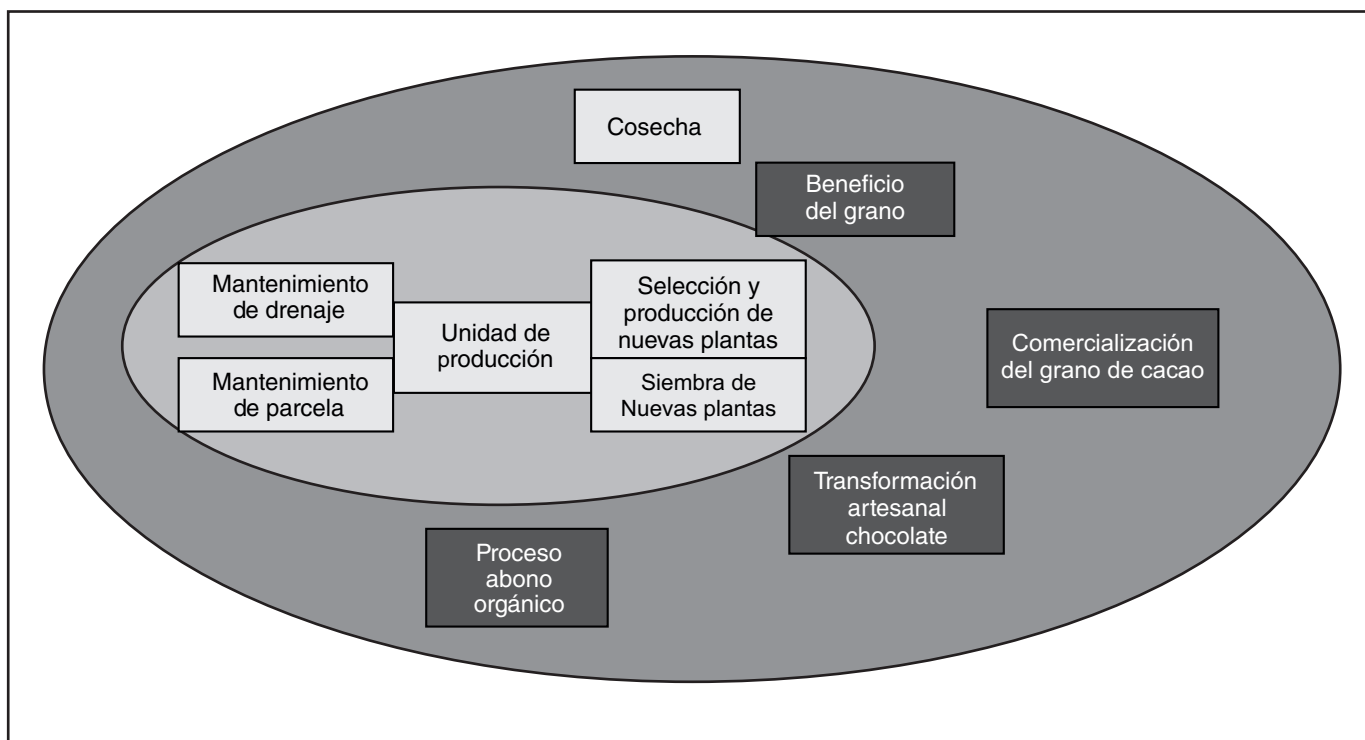 Cosecha
Beneficio
del grano
Mantenimiento
de drenaje
Selección y
producción de
nuevas plantas
Unidad de
producción
Mantenimiento
de parcela
Siembra de
Nuevas plantas
Comercialización
del grano de cacao
Transformación
artesanal
chocolate
Proceso
abono
orgánico